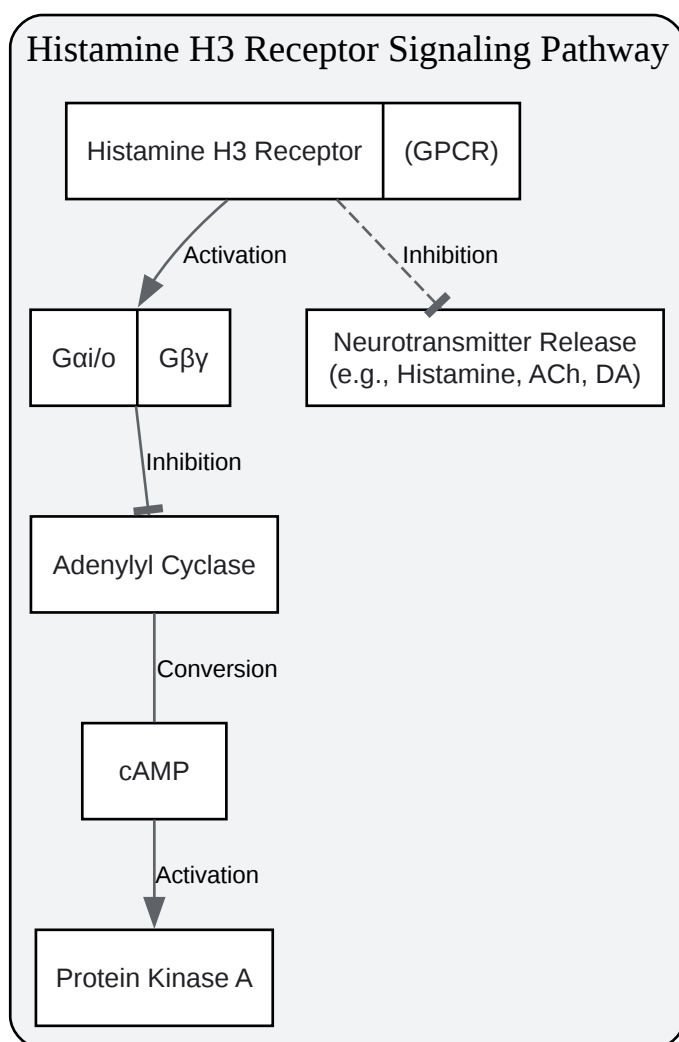 Histamine H3 Receptor Signaling Pathway
Histamine H3 Receptor
(GPCR)
Activation
Inhibition
Gαi/o
Gβγ
Neurotransmitter Release
(e.g., Histamine, ACh, DA)
Inhibition
Adenylyl Cyclase
Conversion
cAMP
Activation
Protein Kinase A